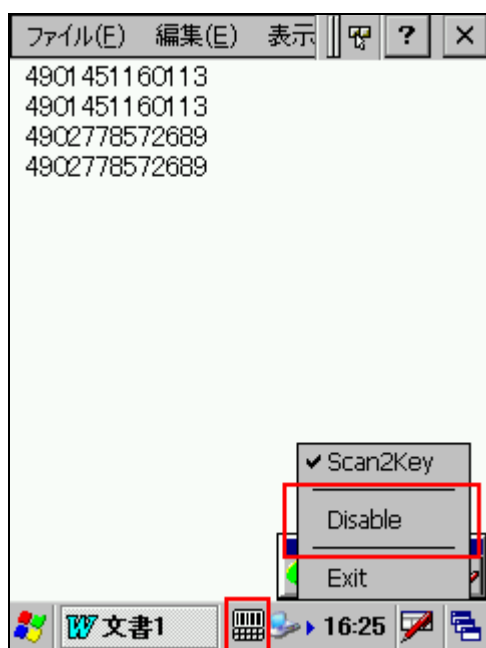 ファイル(F) 編集(E) 表示 ? ×
4901451160113
4901451160113
4902778572689
4902778572689
✓Scan2Key
Disable
Exit
W 文書1 16:25